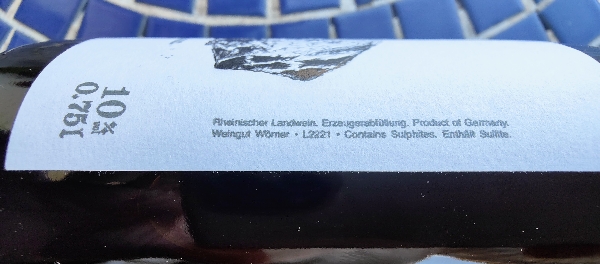 10% vol
0.75l
Rheinischer Landwein. Erzeugerabfüllung. Product of Germany.
Weingut Wörner • L2221 • Contains Sulphites. Enthält Sulfite.